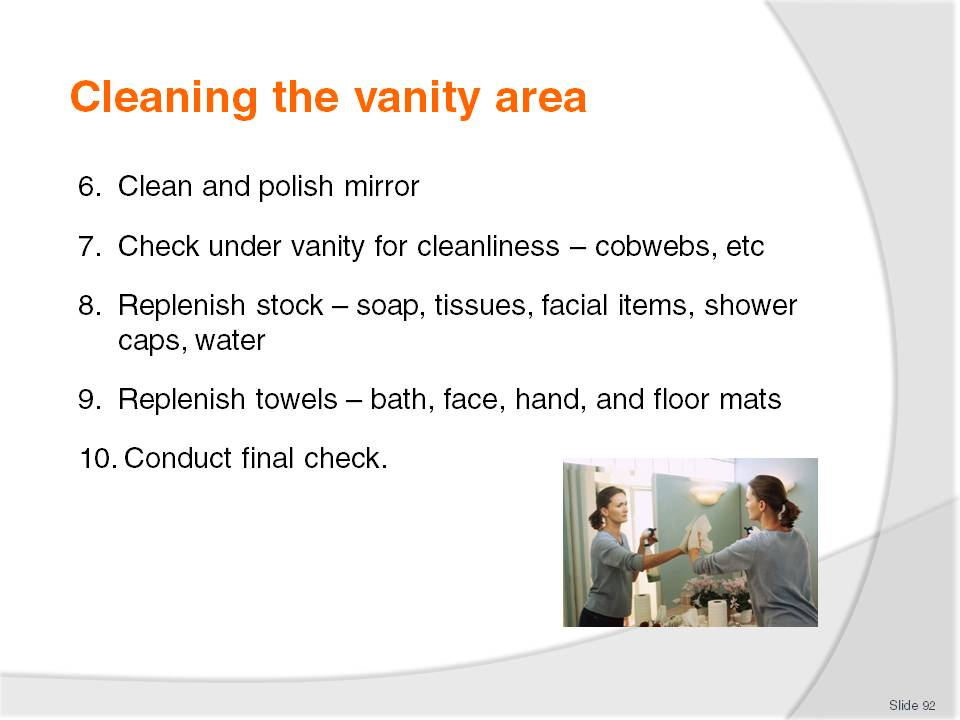 Cleaning the vanity area
6. Clean and polish mirror
7. Check under vanity for cleanliness – cobwebs, etc
8. Replenish stock – soap, tissues, facial items, shower
caps, water
9. Replenish towels – bath, face, hand, and floor mats
10. Conduct final check.
Slide 92